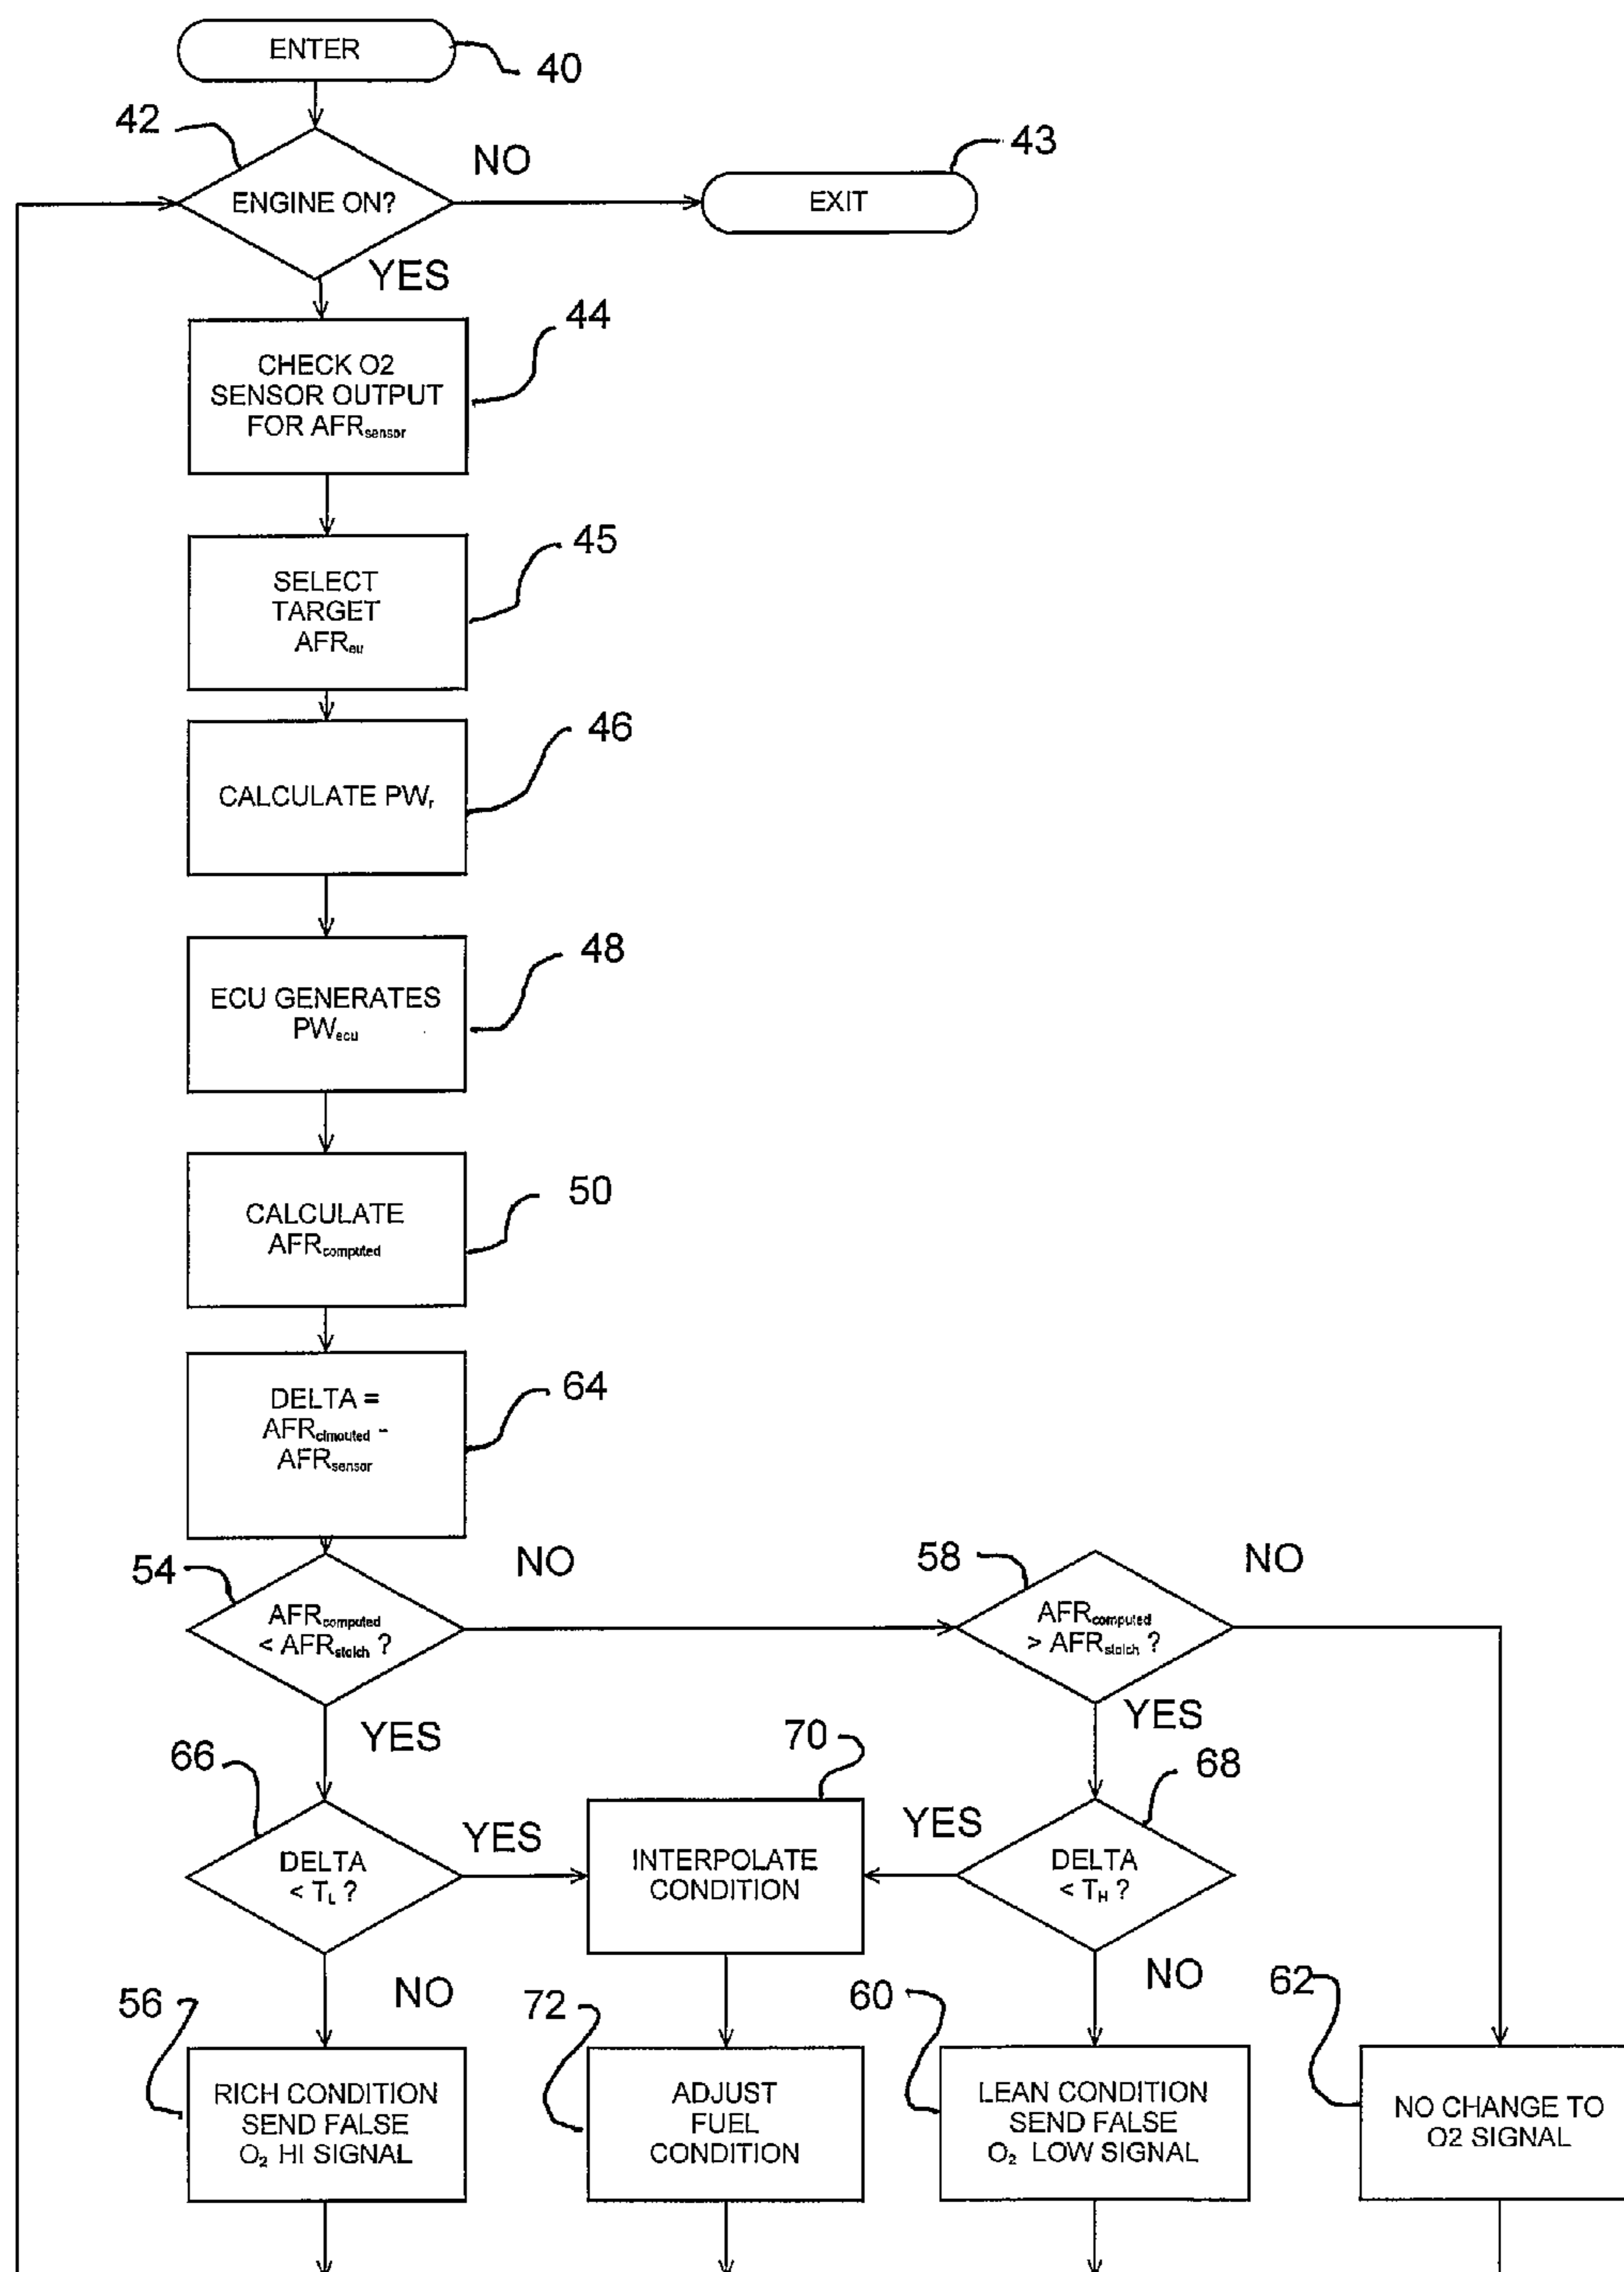 ENTER
40
42
NO
43
ENGINE ON?
EXIT
YES
44
CHECK O2
SENSOR OUTPUT
FOR AFRsensor
45
SELECT
TARGET
AFReu
46
CALCULATE PWr
48
ECU GENERATES
PWecu
50
CALCULATE
AFRcomputed
64
DELTA =
AFRclmouted -
AFRsensor
54
NO
58
NO
AFRcomputed
< AFRstoich ?
AFRcomputed
> AFRstoich ?
YES
YES
66
70
68
YES
YES
DELTA
< TL ?
INTERPOLATE
CONDITION
DELTA
< TH ?
NO
NO
56
72
60
62
RICH CONDITION
SEND FALSE
O₂ HI SIGNAL
ADJUST
FUEL
CONDITION
LEAN CONDITION
SEND FALSE
O₂ LOW SIGNAL
NO CHANGE TO
O2 SIGNAL